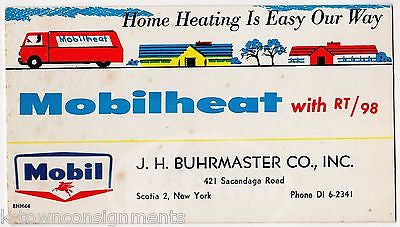 Home Heating Is Easy Our Way
Mobilheat
Mobilheat with RT/98
Mobil
J. H. BUHRMASTER CO., INC.
421 Sacandaga Road
Scotia 2, New York Phone DI 6-2341
kyrtownconsignments